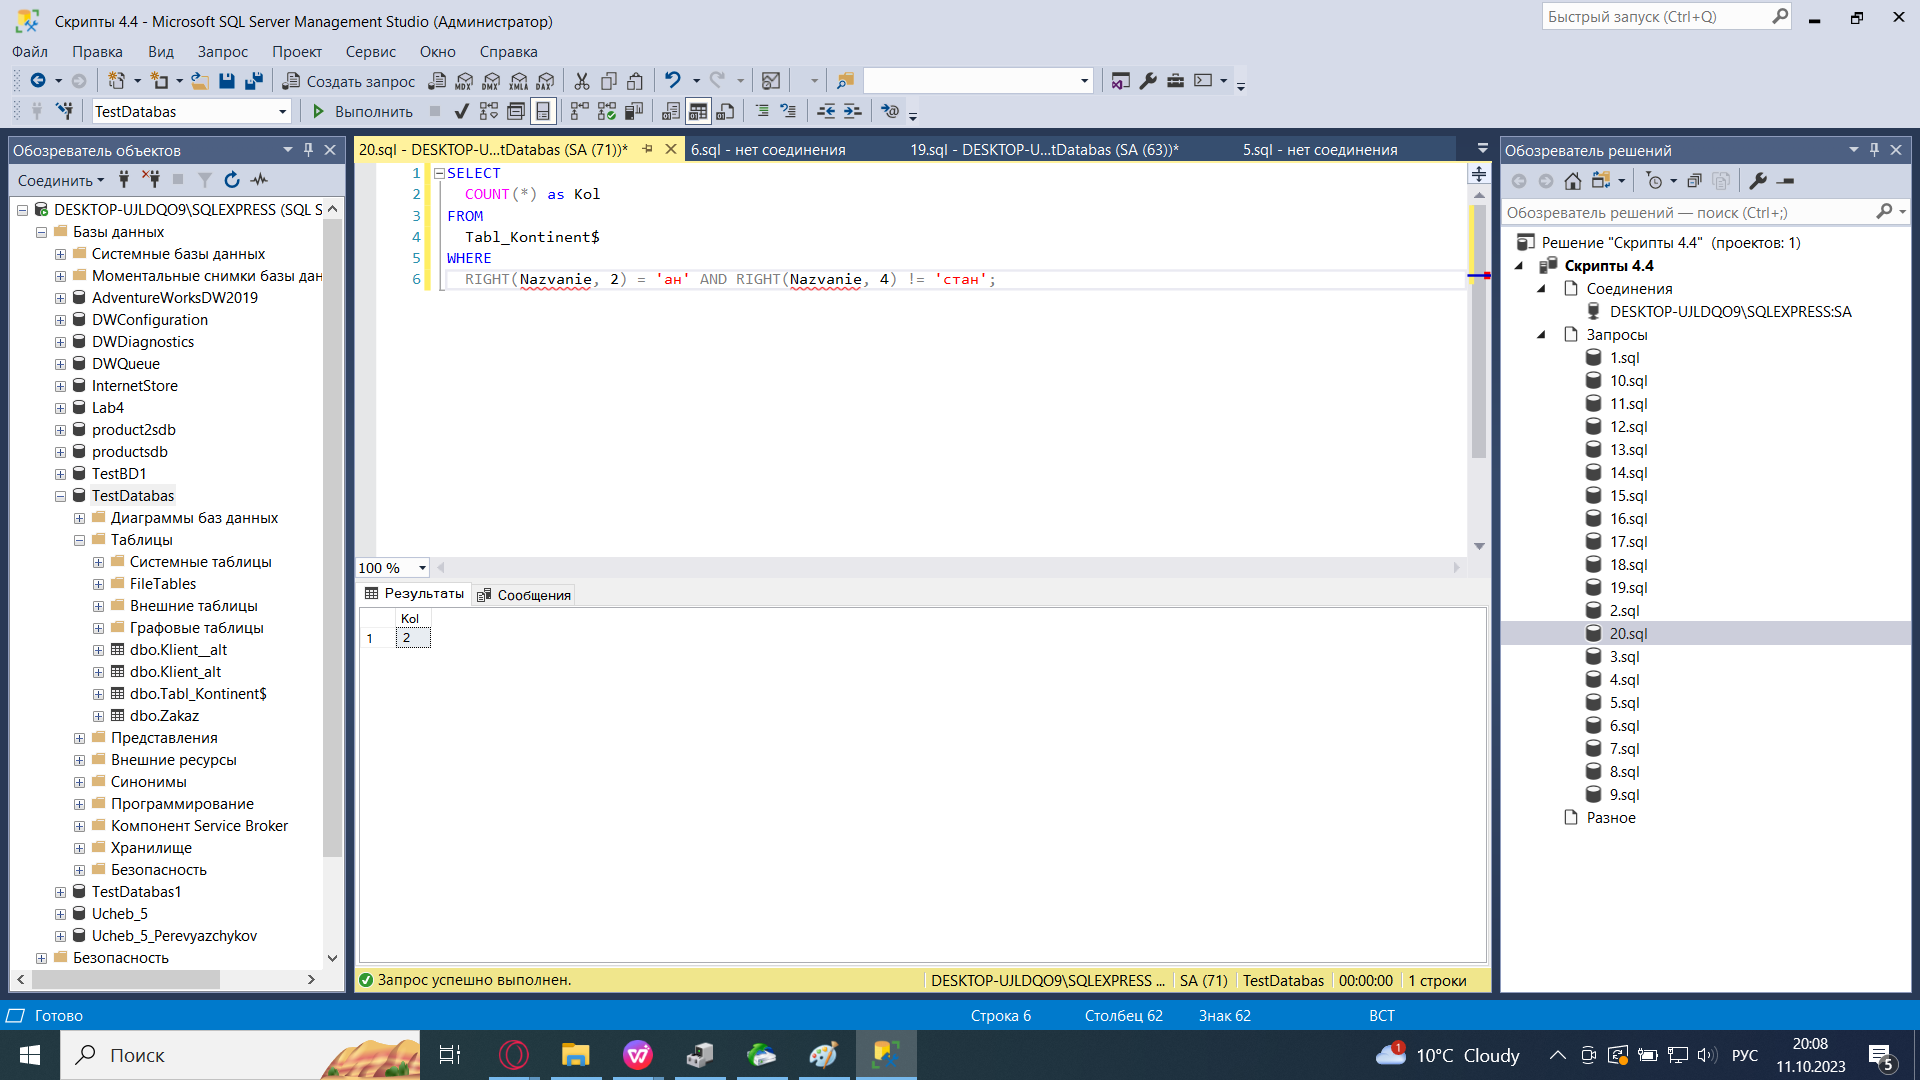 Скрипты 4.4 - Microsoft SQL Server Management Studio (Администратор)
Быстрый запуск (Ctrl+Q)
Файл Правка Вид Запрос Проект Сервис Окно Справка
Создать запрос
MDX DMX XMLA DAX
TestDatabas
Выполнить
Обозреватель объектов
Соединить
DESKTOP-UJLDQO9\SQLEXPRESS (SQL S
Базы данных
Системные базы данных
Моментальные снимки базы дан
AdventureWorksDW2019
DWConfiguration
DWDiagnostics
DWQueue
InternetStore
Lab4
product2sdb
productsdb
TestBD1
TestDatabas
Диаграммы баз данных
Таблицы
Системные таблицы
FileTables
Внешние таблицы
Графовые таблицы
dbo.Klient__alt
dbo.Klient_alt
dbo.Tabl_Kontinent$
dbo.Zakaz
Представления
Внешние ресурсы
Синонимы
Программирование
Компонент Service Broker
Хранилище
Безопасность
TestDatabas1
Ucheb_5
Ucheb_5_Perevyazchykov
Безопасность
20.sql - DESKTOP-U...tDatabas (SA (71))* 6.sql - нет соединения 19.sql - DESKTOP-U...tDatabas (SA (63))* 5.sql - нет соединения
1 SELECT
2 COUNT(*) as Kol
3 FROM
4 Tabl_Kontinent$
5 WHERE
6 RIGHT(Nazvanie, 2) = 'ан' AND RIGHT(Nazvanie, 4) != 'стан';
100 %
Результаты Сообщения
Kol
1 2
Запрос успешно выполнен. DESKTOP-UJLDQO9\SQLEXPRESS ... SA (71) TestDatabas 00:00:00 1 строки
Обозреватель решений
Обозреватель решений — поиск (Ctrl+;)
Решение "Скрипты 4.4" (проектов: 1)
Скрипты 4.4
Соединения
DESKTOP-UJLDQO9\SQLEXPRESS:SA
Запросы
1.sql
10.sql
11.sql
12.sql
13.sql
14.sql
15.sql
16.sql
17.sql
18.sql
19.sql
2.sql
20.sql
3.sql
4.sql
5.sql
6.sql
7.sql
8.sql
9.sql
Разное
Готово Строка 6 Столбец 62 Знак 62 ВСТ
Поиск
1
10°C Cloudy
РУС
20:08
11.10.2023
5